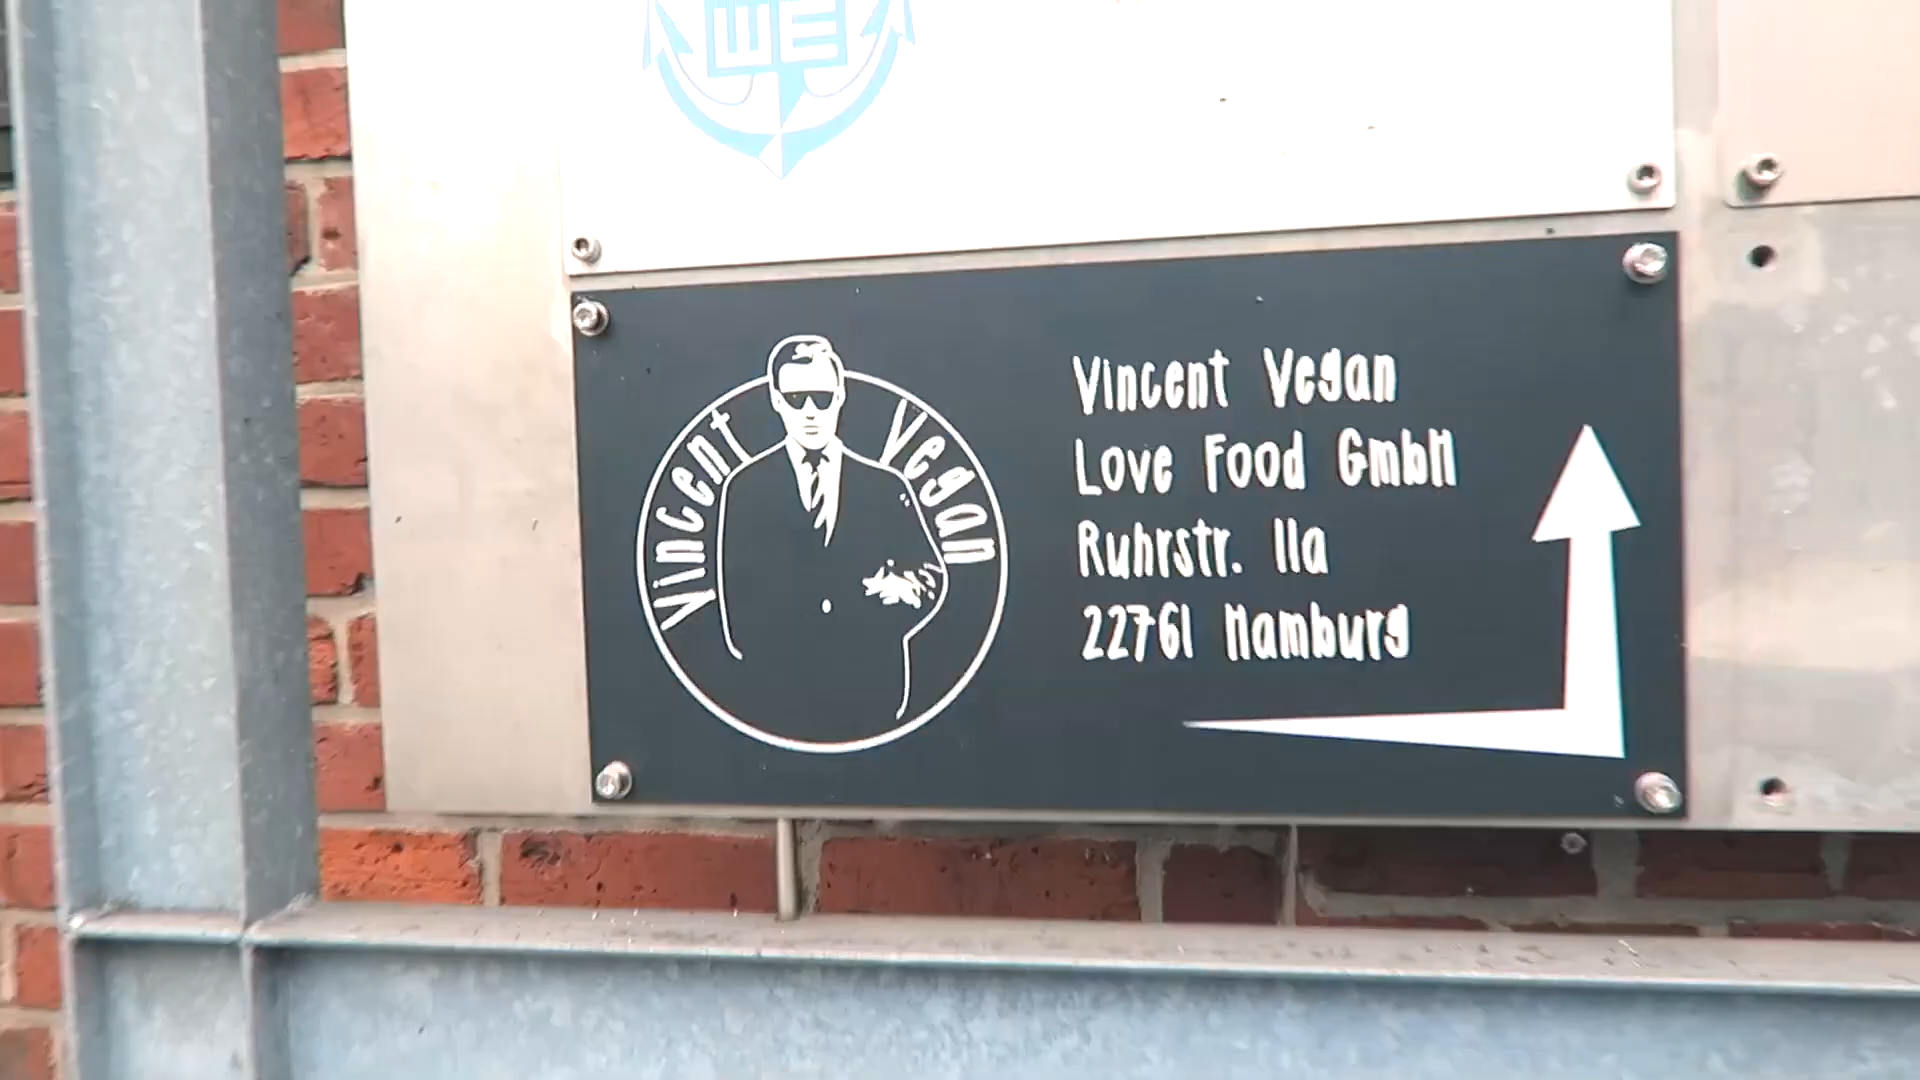 Vincent Vegan
Vincent Vegan
Love Food GmbH
Ruhrstr. 11a
22761 Hamburg